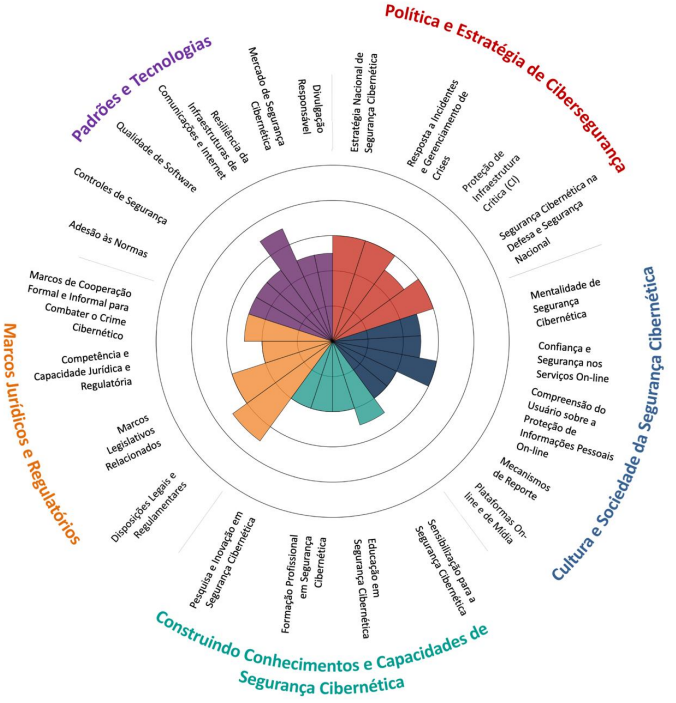 Política e Estratégia de Cibersegurança
Estratégia Nacional de
Segurança Cibernética
Resposta a Incidentes
e Gerenciamento de
Crises
Proteção de
Infraestrutura
Crítica (CI)
Segurança Cibernética na
Defesa e Segurança
Nacional
Cultura e Sociedade da Segurança Cibernética
Mentalidade de
Segurança
Cibernética
Confiança e
Segurança nos
Serviços On-line
Compreensão do
Usuário sobre a
Proteção de
Informações Pessoais
On-line
Mecanismos
de Reporte
Plataformas On-
line e de Mídia
Construindo Conhecimentos e Capacidades de
Segurança Cibernética
Sensibilização para a
Segurança Cibernética
Educação em
Segurança Cibernética
Formação Profissional
em Segurança
Cibernética
Pesquisa e Inovação em
Segurança Cibernética
Marcos Jurídicos e Regulatórios
Disposições Legais e
Regulamentares
Marcos
Legislativos
Relacionados
Competência e
Capacidade Jurídica e
Regulatória
Marcos de Cooperação
Formal e Informal para
Combater o Crime
Cibernético
Padrões e Tecnologias
Adesão às Normas
Controles de Segurança
Qualidade de Software
Resiliência da
Infraestruturas de
Comunicações e Internet
Mercado de Segurança
Cibernética
Divulgação
Responsável